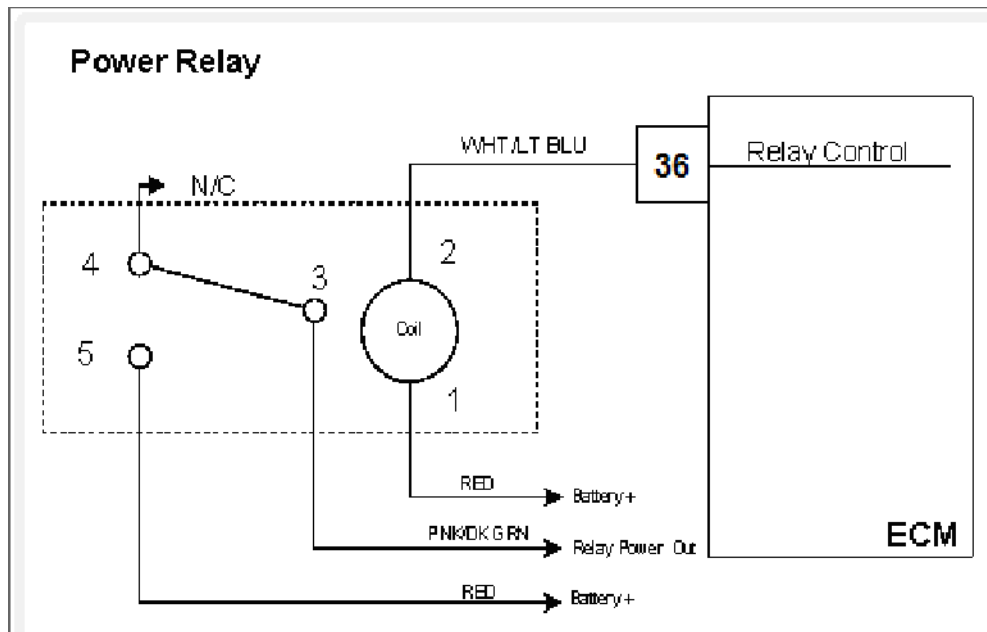 Power Relay
WHT/LT BLU
36
Relay Control
N/C
4
3
2
Coil
5
1
RED
Battery+
PNK/DK GRN
Relay Power Out
ECM
RED
Battery+